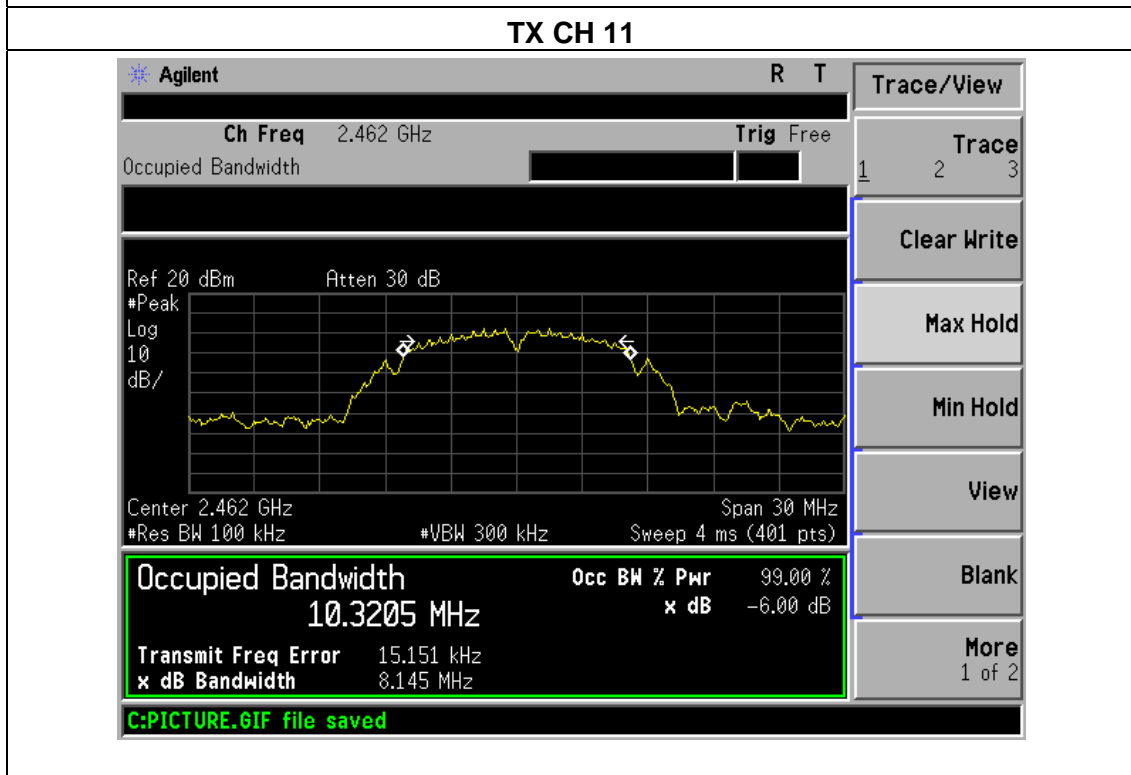 TX CH 11
Agilent R T
Ch Freq 2.462 GHz Trig Free
Occupied Bandwidth
Ref 20 dBm Atten 30 dB
#Peak
Log
10
dB/
Center 2.462 GHz Span 30 MHz
#Res BW 100 kHz #VBW 300 kHz Sweep 4 ms (401 pts)
Occupied Bandwidth Occ BW % Pwr 99.00 %
10.3205 MHz x dB -6.00 dB
Transmit Freq Error 15.151 kHz
x dB Bandwidth 8.145 MHz
C:PICTURE.GIF file saved
Trace/View
Trace
1 2 3
Clear Write
Max Hold
Min Hold
View
Blank
More
1 of 2